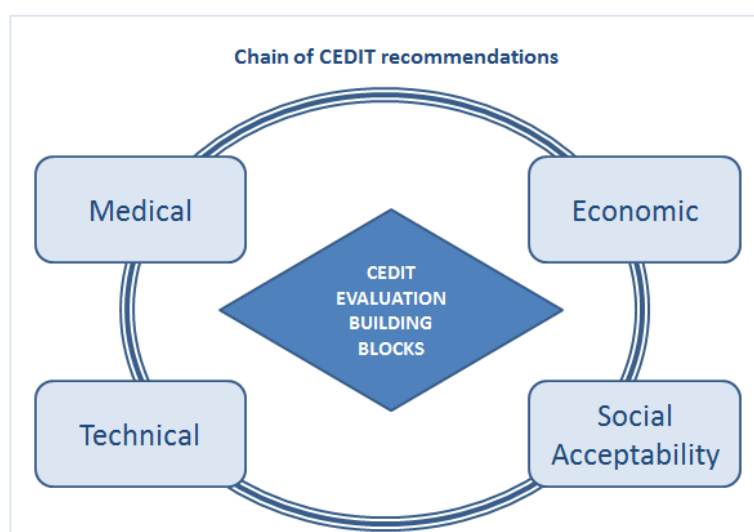 Chain of CEDIT recommendations
Medical
Economic
CEDIT
EVALUATION
BUILDING
BLOCKS
Technical
Social
Acceptability